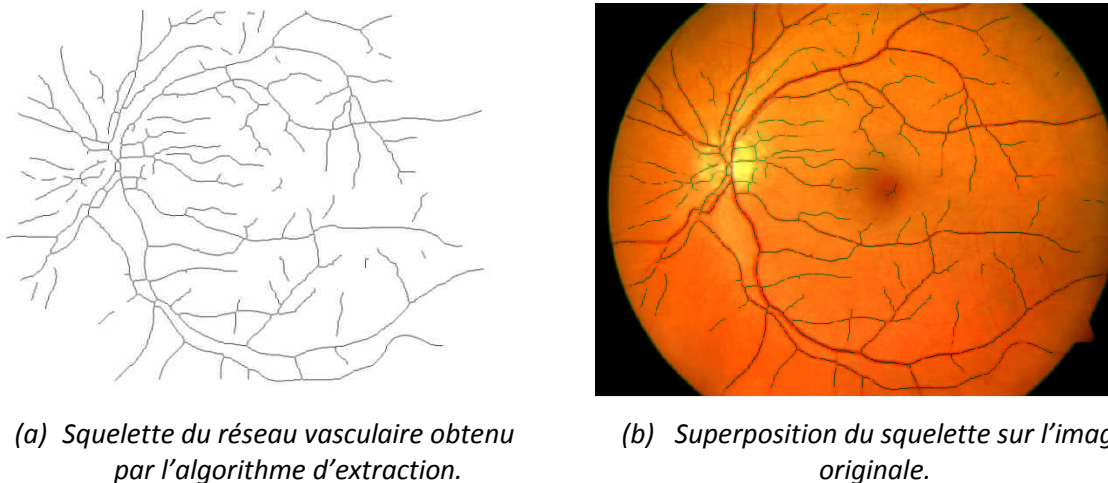 (a) Squelette du réseau vasculaire obtenu
par l’algorithme d’extraction.
(b) Superposition du squelette sur l’imag
originale.